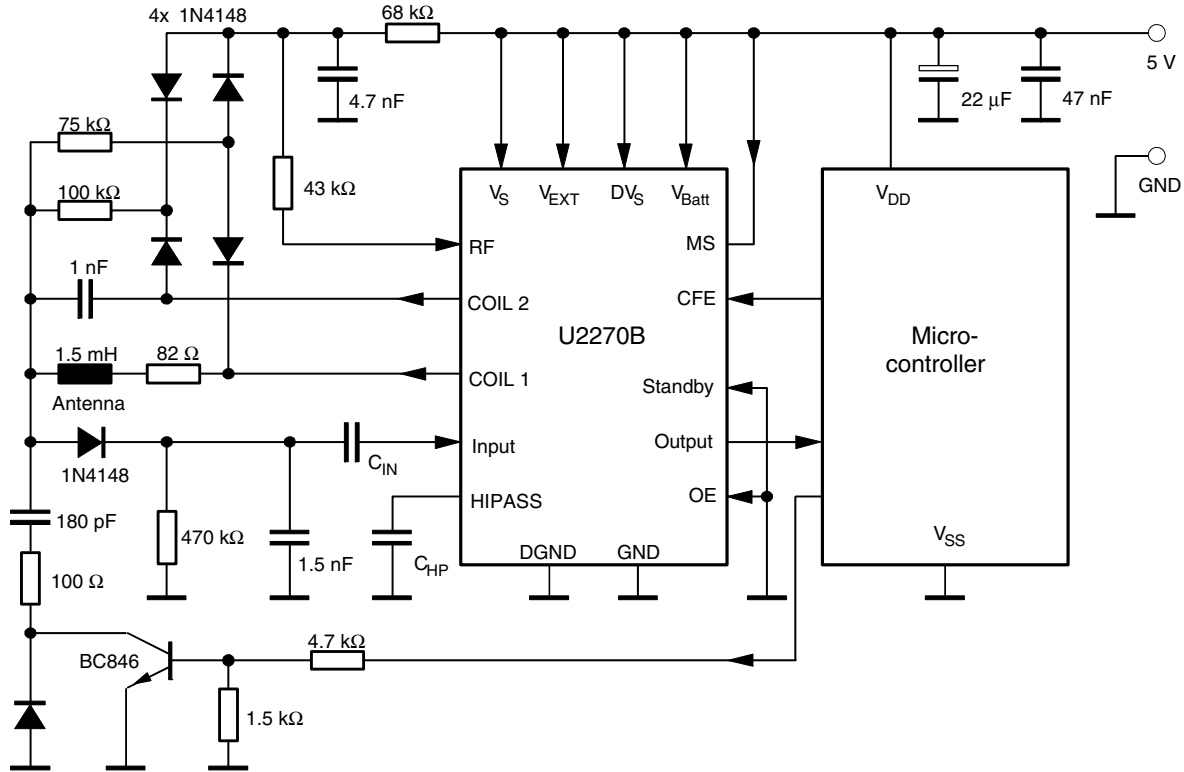 4x 1N4148
68 kΩ
5 V
4.7 nF
22 μF
47 nF
75 kΩ
GND
100 kΩ
43 kΩ
V_S
V_EXT
DV_S
V_Batt
V_DD
RF
MS
1 nF
COIL 2
CFE
U2270B
Micro-
controller
1.5 mH
82 Ω
COIL 1
Standby
Antenna
Input
Output
1N4148
C_IN
HIPASS
OE
180 pF
470 kΩ
1.5 nF
C_HP
DGND
GND
V_SS
100 Ω
4.7 kΩ
BC846
1.5 kΩ